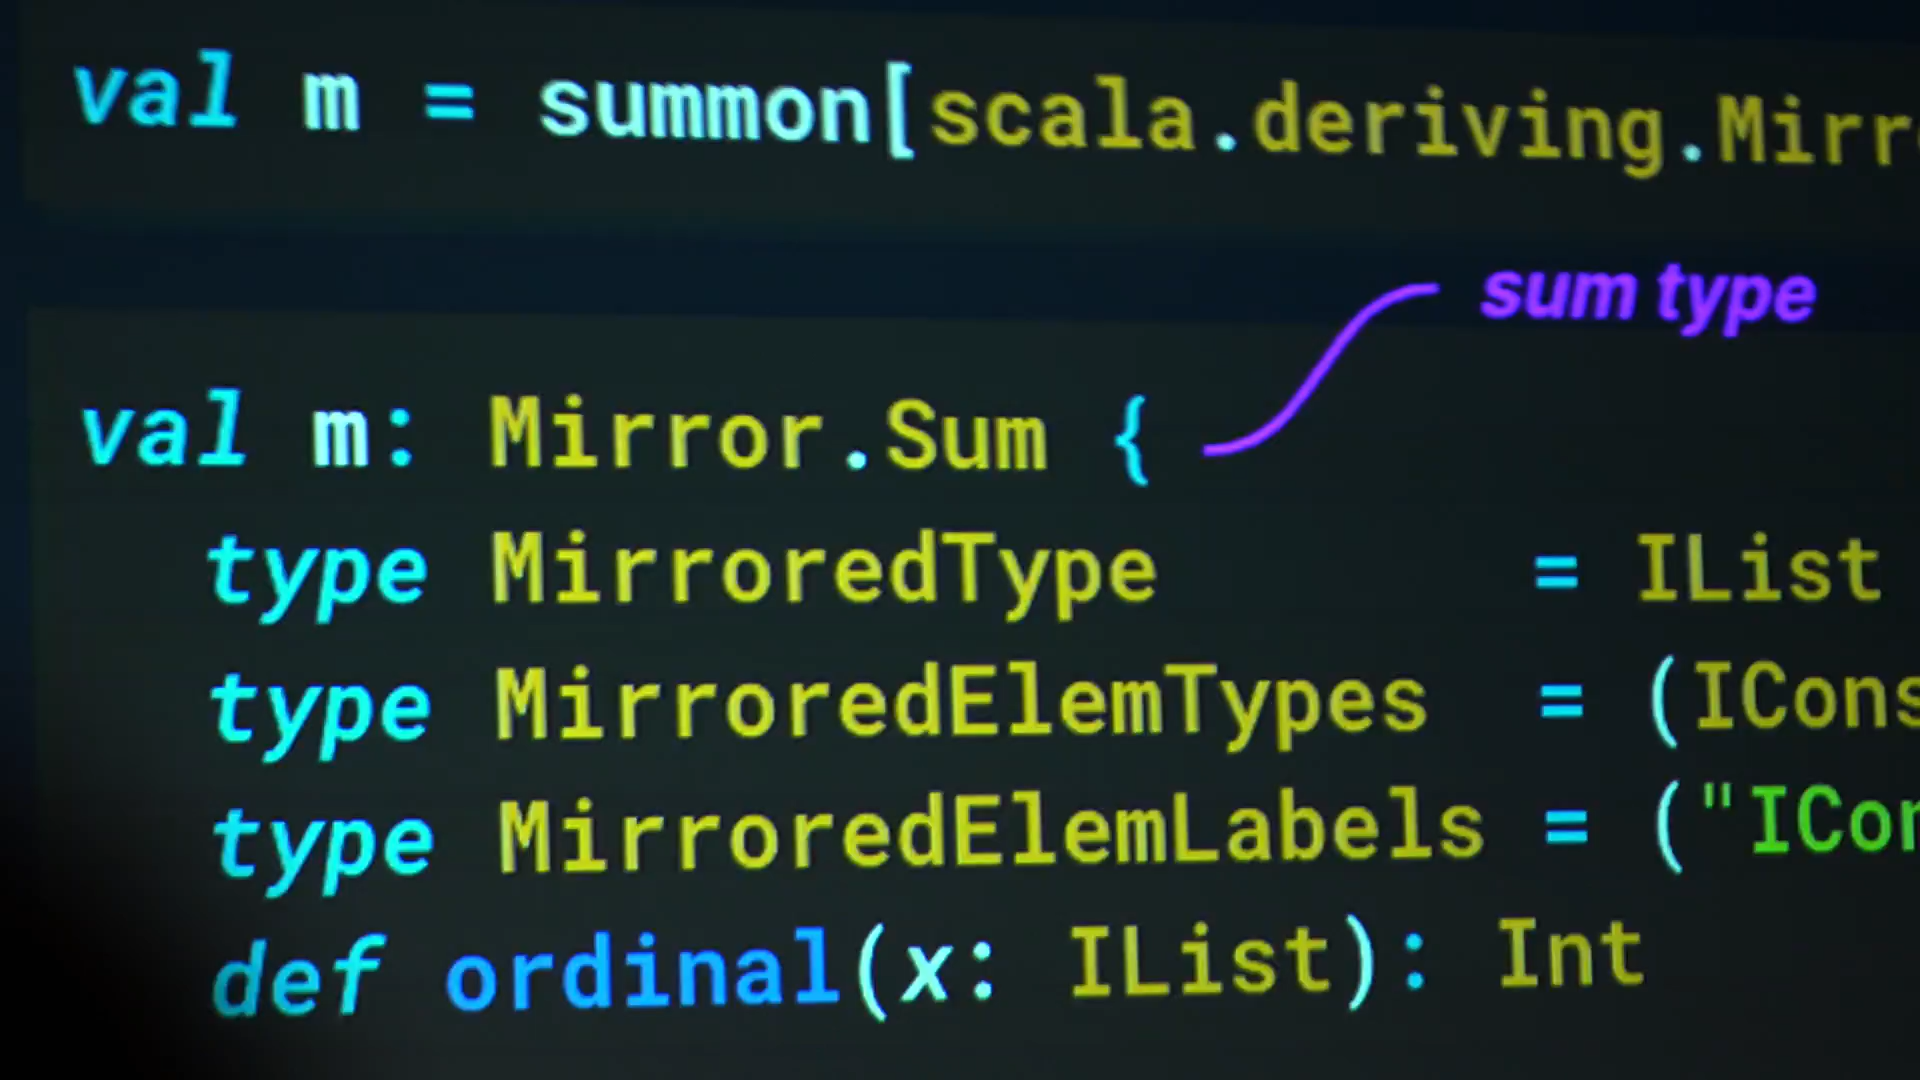 val m = summon[scala.deriving.Mirr
sum type
val m: Mirror.Sum {
type MirroredType = IList
type MirroredElemTypes = (ICons
type MirroredElemLabels = ("ICon
def ordinal(x: IList): Int